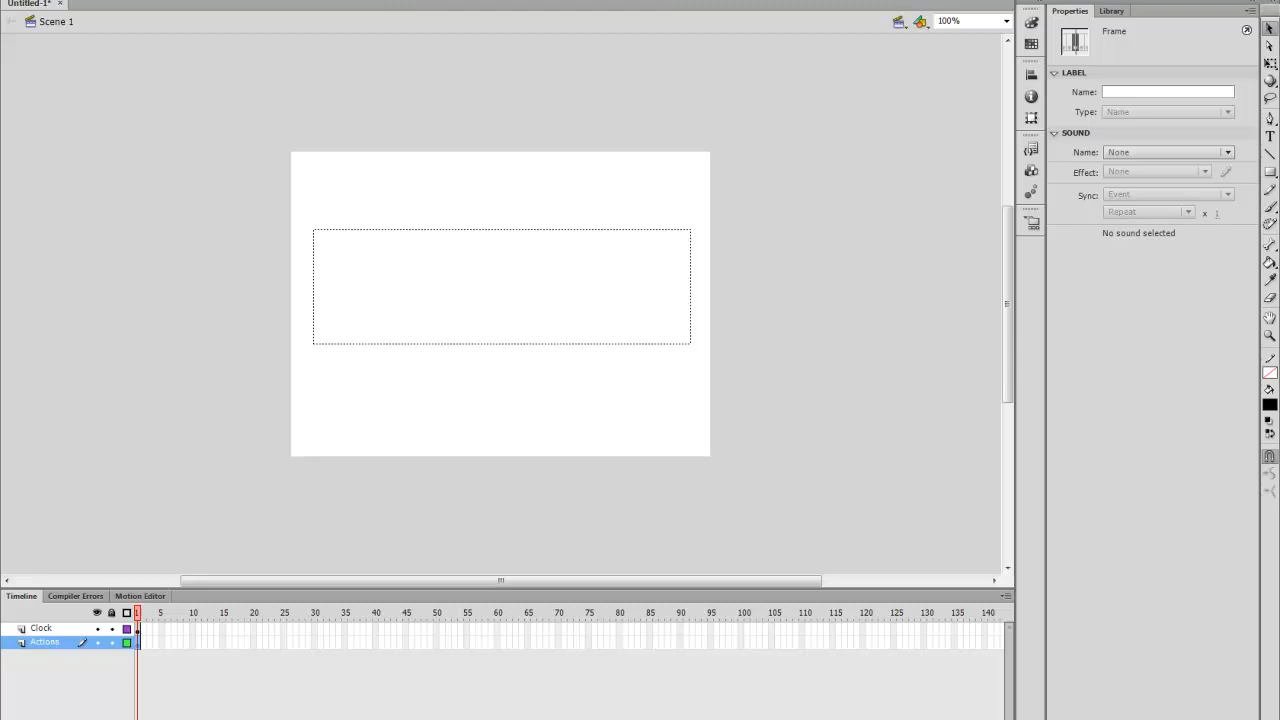 Untitled-1* ×
Scene 1
100%
Properties
Library
Frame
LABEL
Name:
Type: Name
SOUND
Name: None
Effect: None
Sync: Event
Repeat x 1
No sound selected
T
Timeline
Compiler Errors
Motion Editor
1 5 10 15 20 25 30 35 40 45 50 55 60 65 70 75 80 85 90 95 100 105 110 115 120 125 130 135 140
Clock
Actions